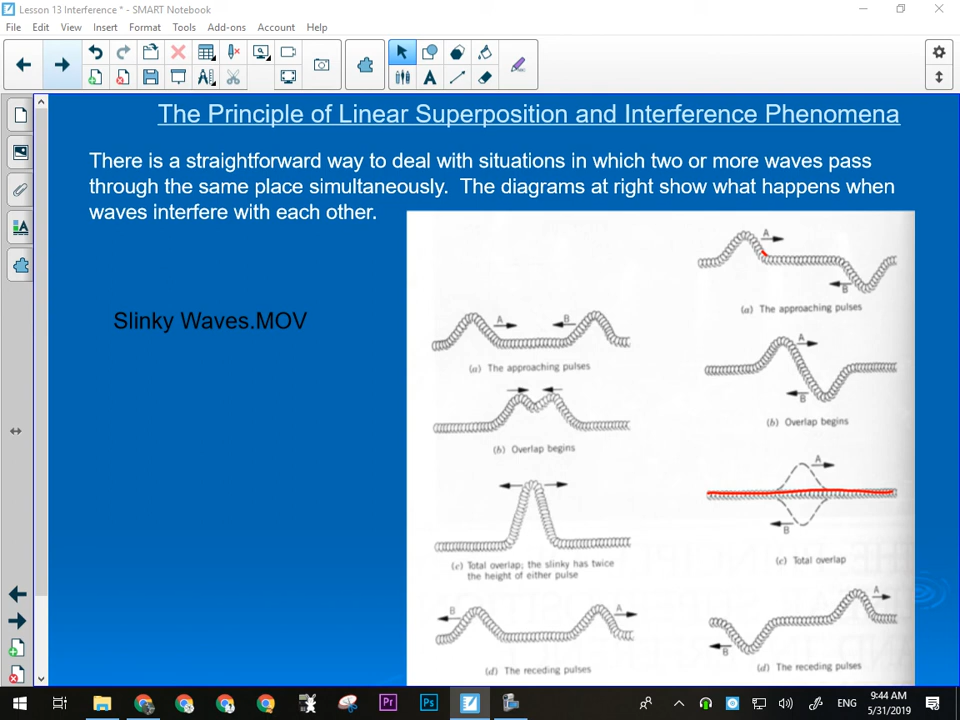 Lesson 13 Interference * - SMART Notebook
File Edit View Insert Format Tools Add-ons Account Help
The Principle of Linear Superposition and Interference Phenomena
There is a straightforward way to deal with situations in which two or more waves pass
through the same place simultaneously. The diagrams at right show what happens when
waves interfere with each other.
Slinky Waves.MOV
A B
(a) The approaching pulses
(b) Overlap begins
(c) Total overlap; the slinky has twice
the height of either pulse
B A
(d) The receding pulses
A
B
(a) The approaching pulses
A
B
(b) Overlap begins
A
B
(c) Total overlap
A
B
(d) The receding pulses
Pr Ps ENG
9:44 AM
5/31/2019